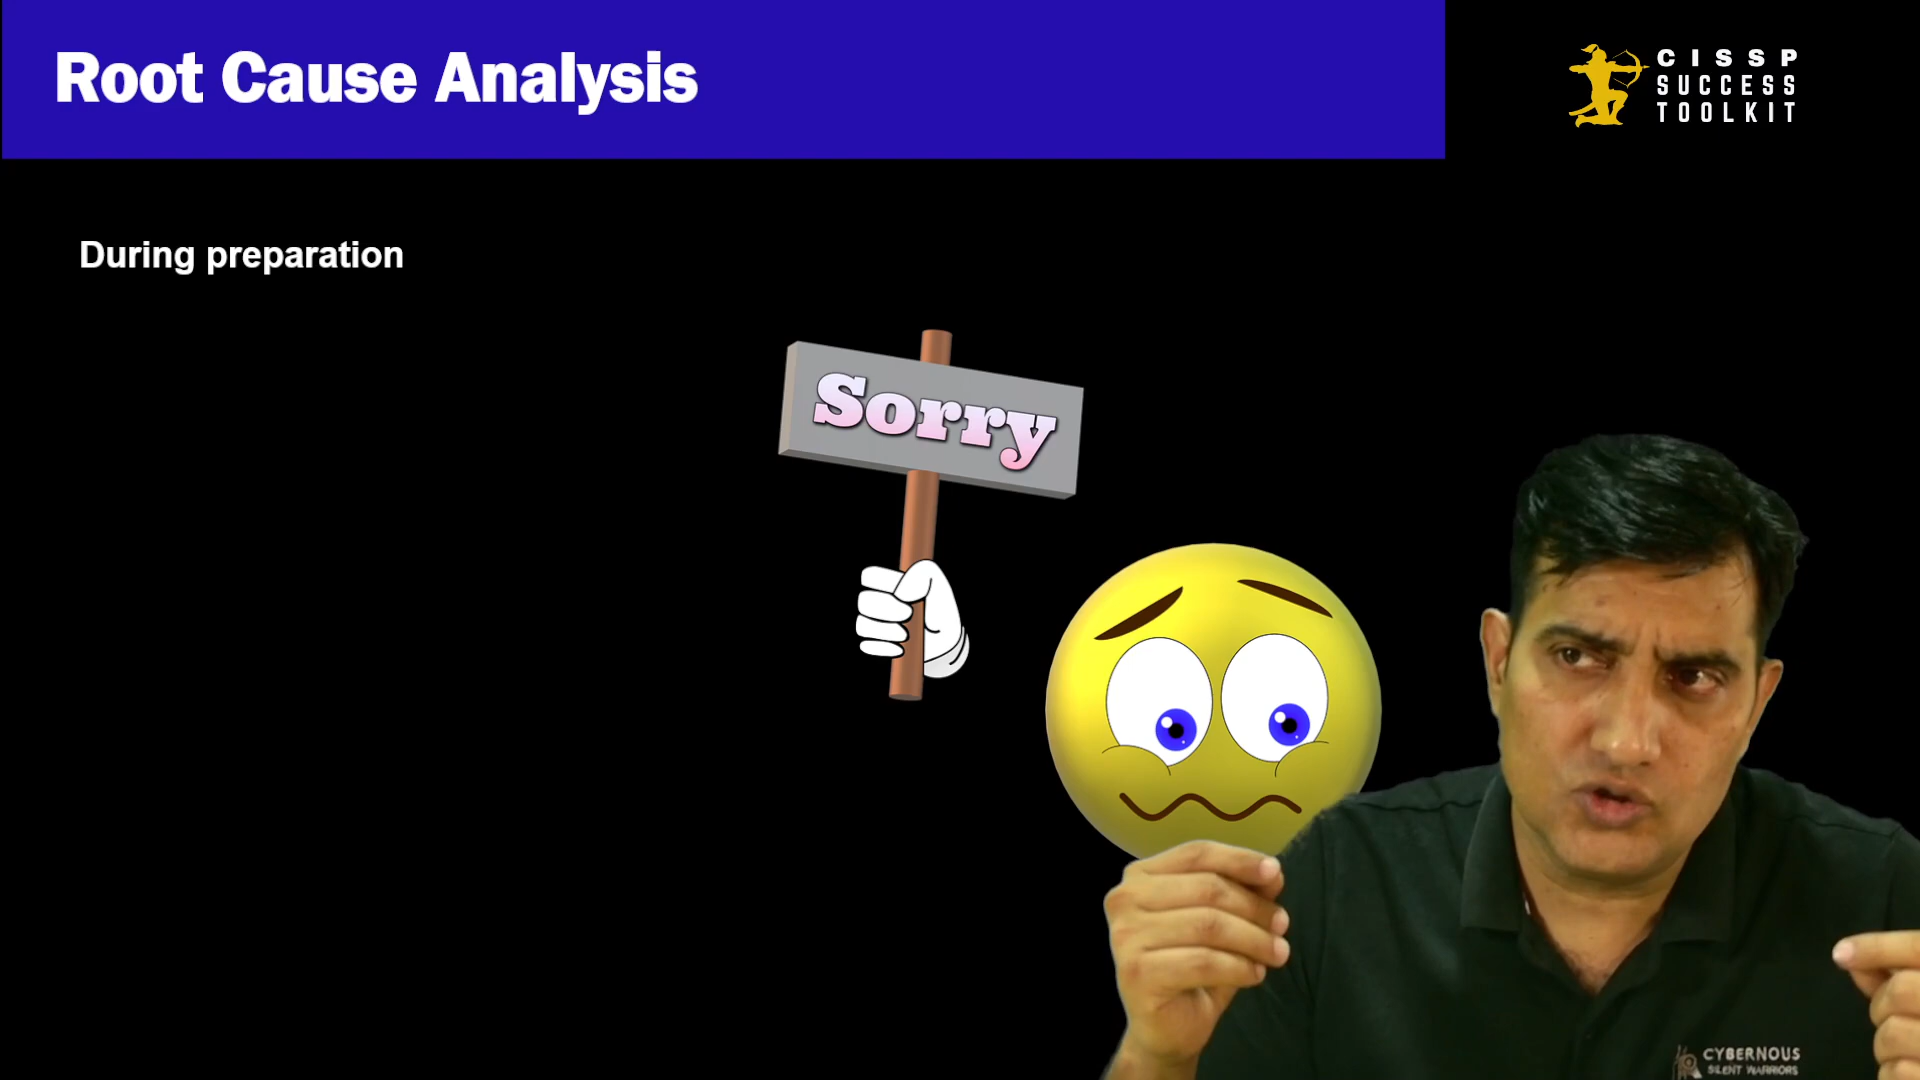 Root Cause Analysis
CISSP
SUCCESS
TOOLKIT
During preparation
Sorry
CYBERNOUS
SILENT WARRIORS